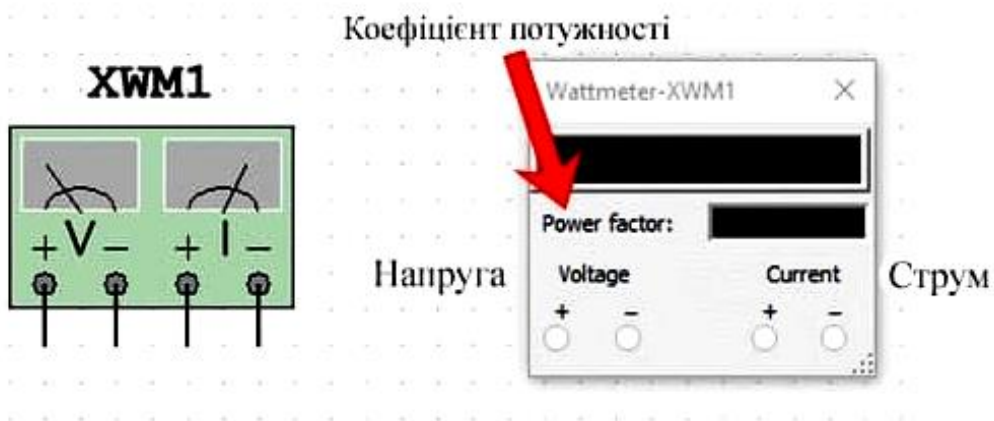 Коефіцієнт потужності
XWM1
V
I
+ − + −
Wattmeter-XWM1
Power factor:
Напруга
Voltage
Current
Струм
+ − + −